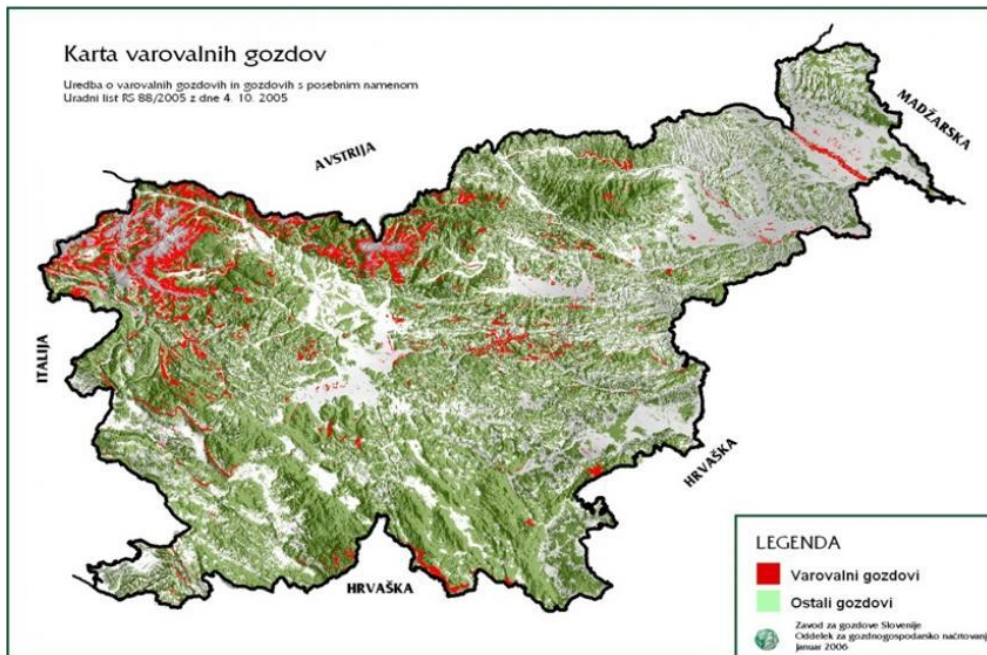 Karta varovalnih gozdov
Uredba o varovalnih gozdovih in gozdovih s posebnim namenom
Uradni list RS 88/2005 z dne 4. 10. 2005
MADŽARSKA
AVSTRIJA
ITALIJA
HRVAŠKA
HRVAŠKA
LEGENDA
Varovalni gozdovi
Ostali gozdovi
Zavod za gozdove Slovenije
Oddelek za gozdnogospodarsko načrtovanj
Januar 2006